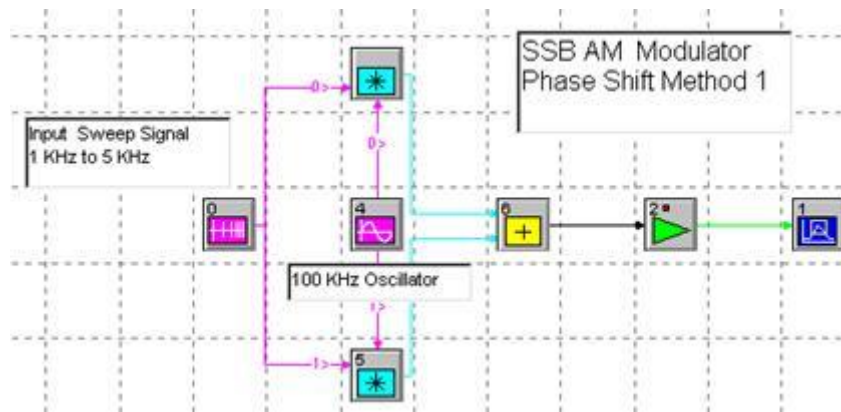 SSB AM Modulator
Phase Shift Method 1
Input Sweep Signal
1 KHz to 5 KHz
0>
0>
0
4
6
2
1
100 KHz Oscillator
1>
5